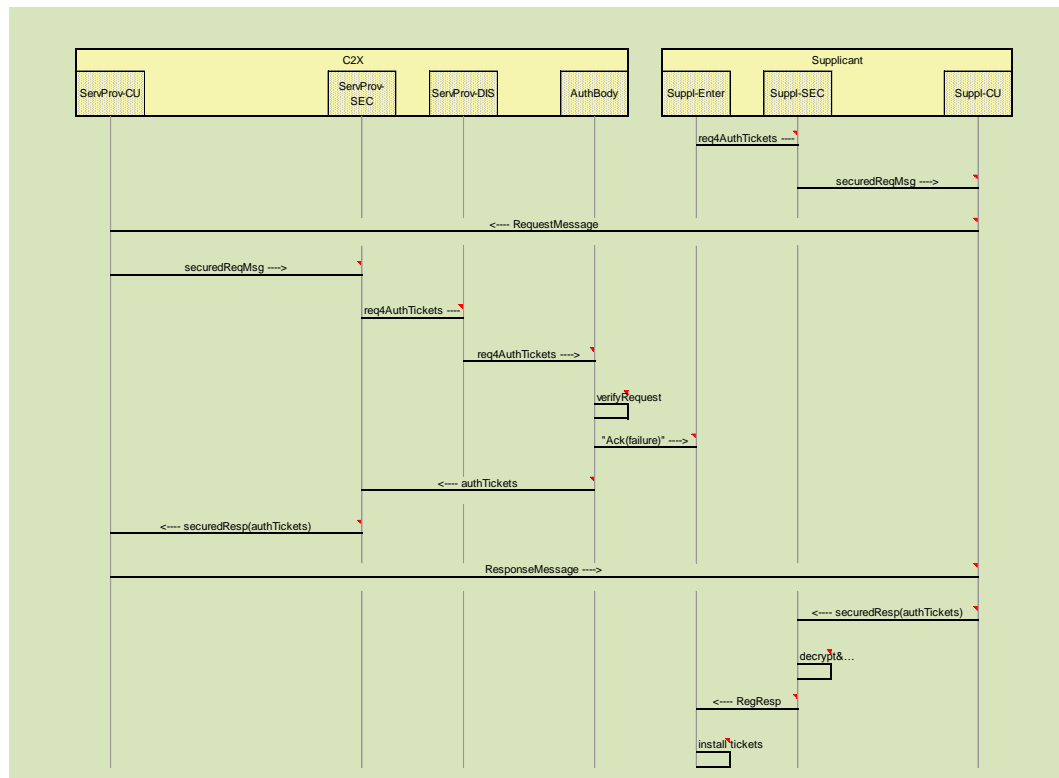 C2X
Supplicant
ServProv-CU
ServProv-
SEC
ServProv-DIS
AuthBody
Suppl-Enter
Suppl-SEC
Suppl-CU
req4AuthTickets ----
securedReqMsg ---->
<---- RequestMessage
securedReqMsg ---->
req4AuthTickets ----
req4AuthTickets ---->
verifyRequest
"Ack(failure)" ---->
<---- authTickets
<---- securedResp(authTickets)
ResponseMessage ---->
<---- securedResp(authTickets)
decrypt&...
<---- RegResp
install tickets